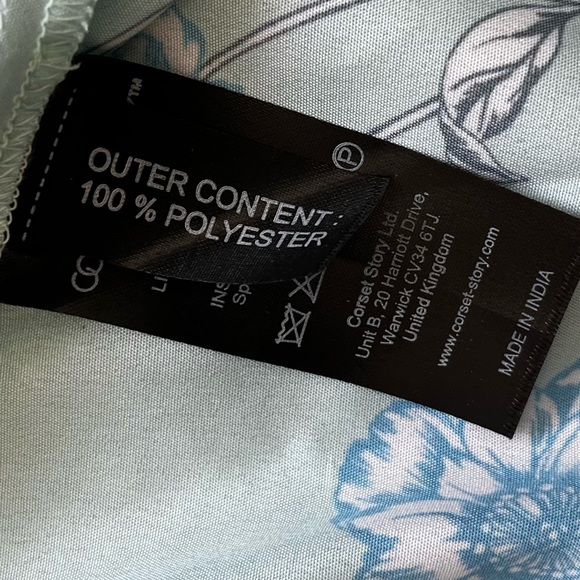 OUTER CONTENT:
100 % POLYESTER
P
Corset Story Ltd.
Unit B, 20 Harriott Drive,
Warwick CV34 6TJ
United Kingdom
www.corset-story.com
MADE IN INDIA
TM